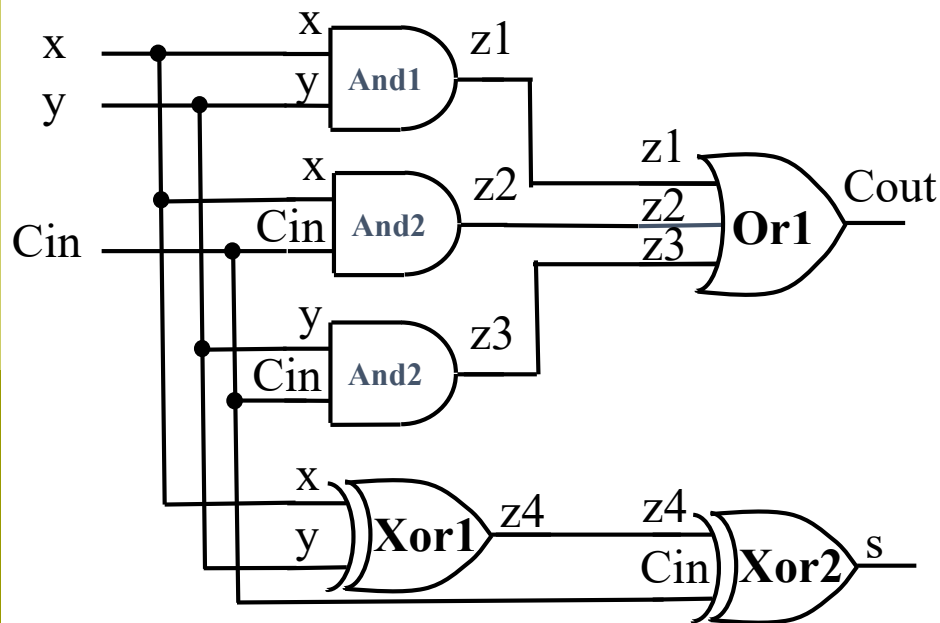 x
x
z1
And1
y
y
z1
x
z2
Cout
z2
Cin
And2
Or1
Cin
z3
y
z3
Cin
And2
x
z4
z4
Xor1
y
s
Cin
Xor2